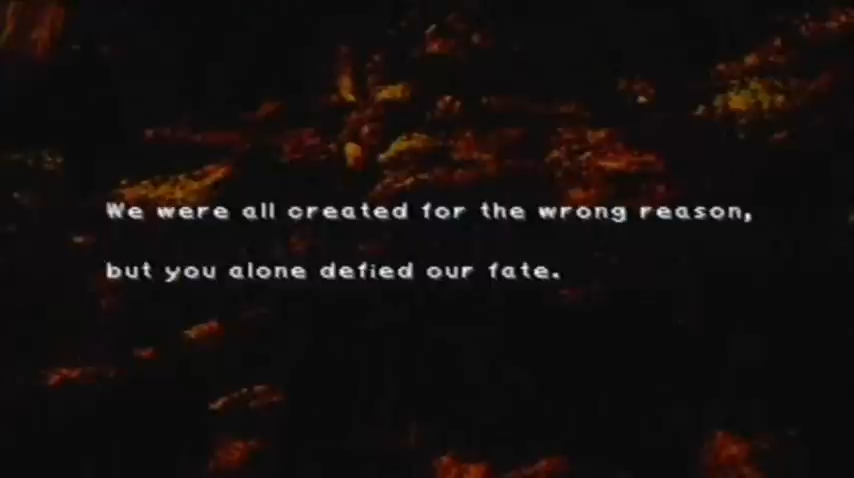 We were all created for the wrong reason,
but you alone defied our fate.